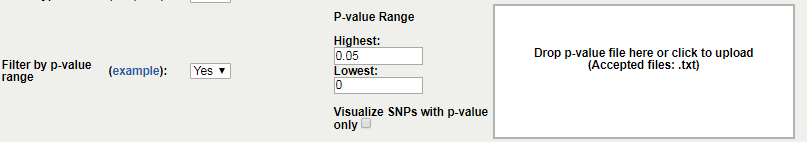 P-value Range
Highest:
0.05
Filter by p-value
range
(example):
Yes ▼
Lowest:
0
Visualize SNPs with p-value
only
Drop p-value file here or click to upload
(Accepted files: .txt)